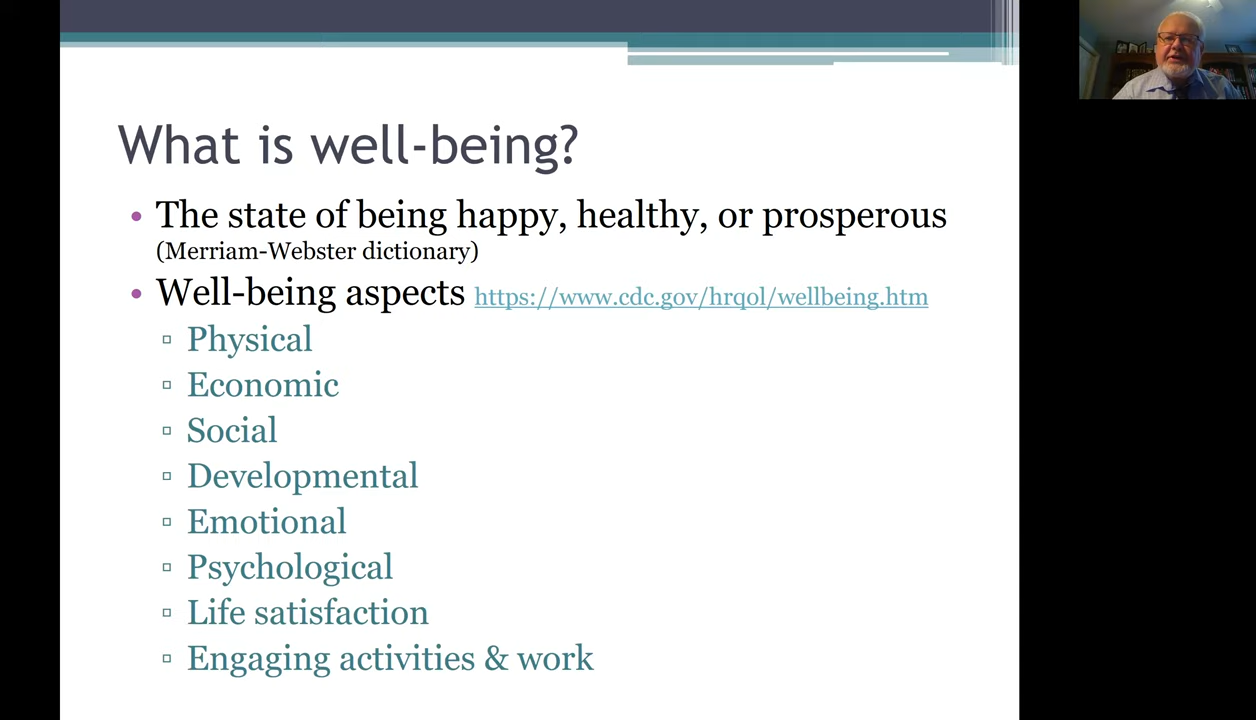 What is well-being?
• The state of being happy, healthy, or prosperous
(Merriam-Webster dictionary)
• Well-being aspects https://www.cdc.gov/hrqol/wellbeing.htm
▫ Physical
▫ Economic
▫ Social
▫ Developmental
▫ Emotional
▫ Psychological
▫ Life satisfaction
▫ Engaging activities & work